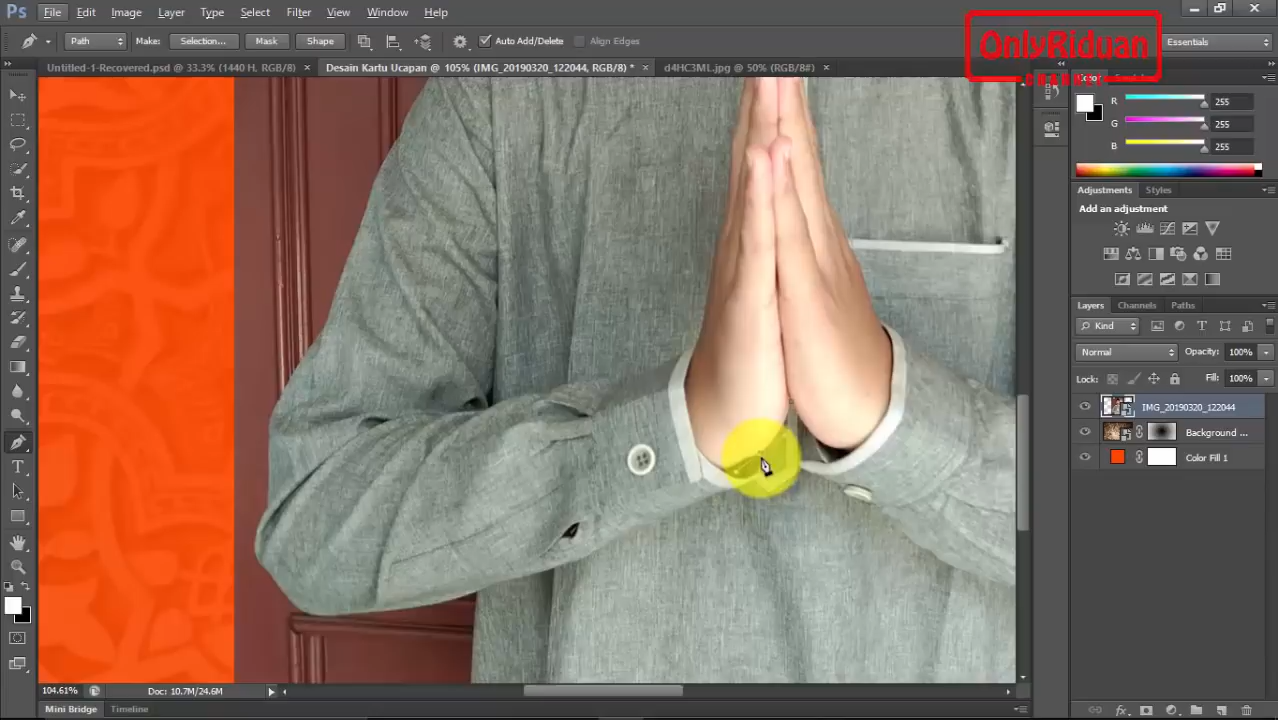 Ps File Edit Image Layer Type Select Filter View Window Help
Path Make: Selection... Mask Shape Auto Add/Delete Align Edges Essentials
OnlyRiduan
Untitled-1-Recovered.psd @ 33.3% (1440 H, RGB/8) × Desain Kartu Ucapan @ 105% (IMG_20190320_122044, RGB/8) * × d4HC3ML.jpg @ 50% (RGB/8#) ×
R 255
G 255
B 255
Adjustments Styles
Add an adjustment
Layers Channels Paths
Kind
Normal Opacity: 100%
Lock: Fill: 100%
IMG_20190320_122044
Background ...
Color Fill 1
104.61% Doc: 10.7M/24.6M
Mini Bridge Timeline